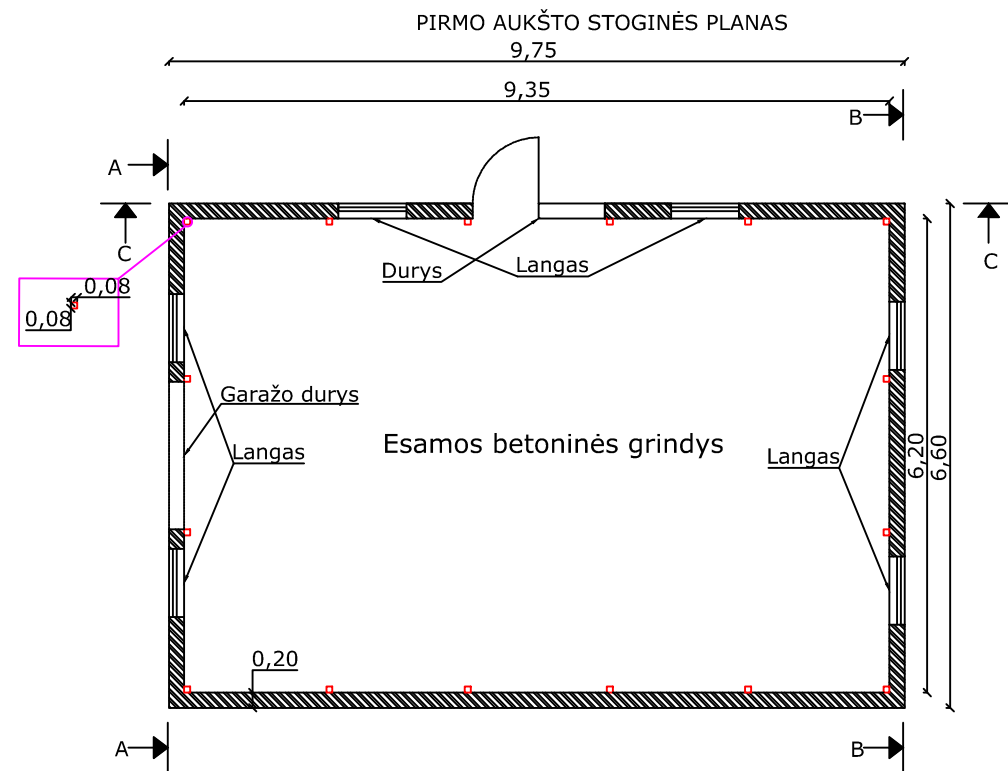 PIRMO AUKŠTO STOGINĖS PLANAS
9,75
9,35
B
A
C
C
Durys
Langas
0,08
0,08
Garažo durys
Langas
Esamos betoninės grindys
Langas
6,20
6,60
0,20
A
B